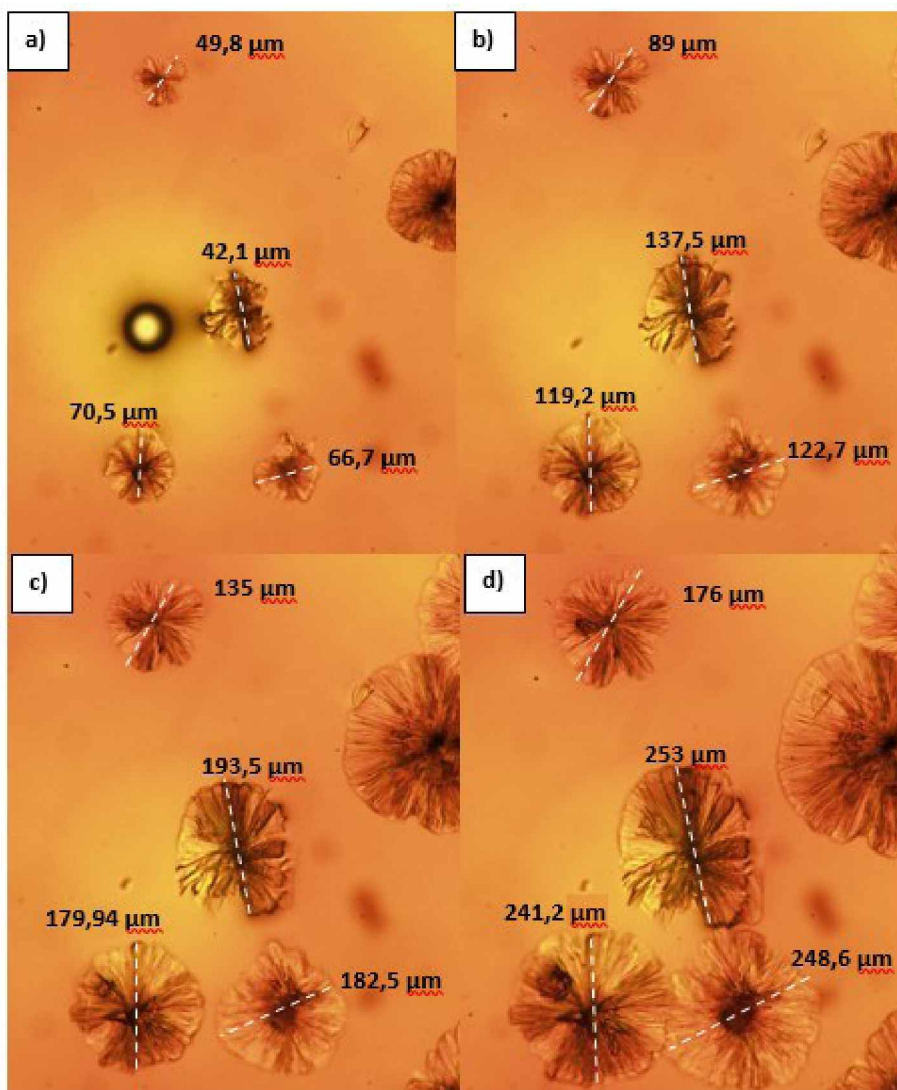 a)
49,8 µm
42,1 µm
70,5 µm
66,7 µm
b)
89 µm
137,5 µm
119,2 µm
122,7 µm
c)
135 µm
193,5 µm
179,94 µm
182,5 µm
d)
176 µm
253 µm
241,2 µm
248,6 µm